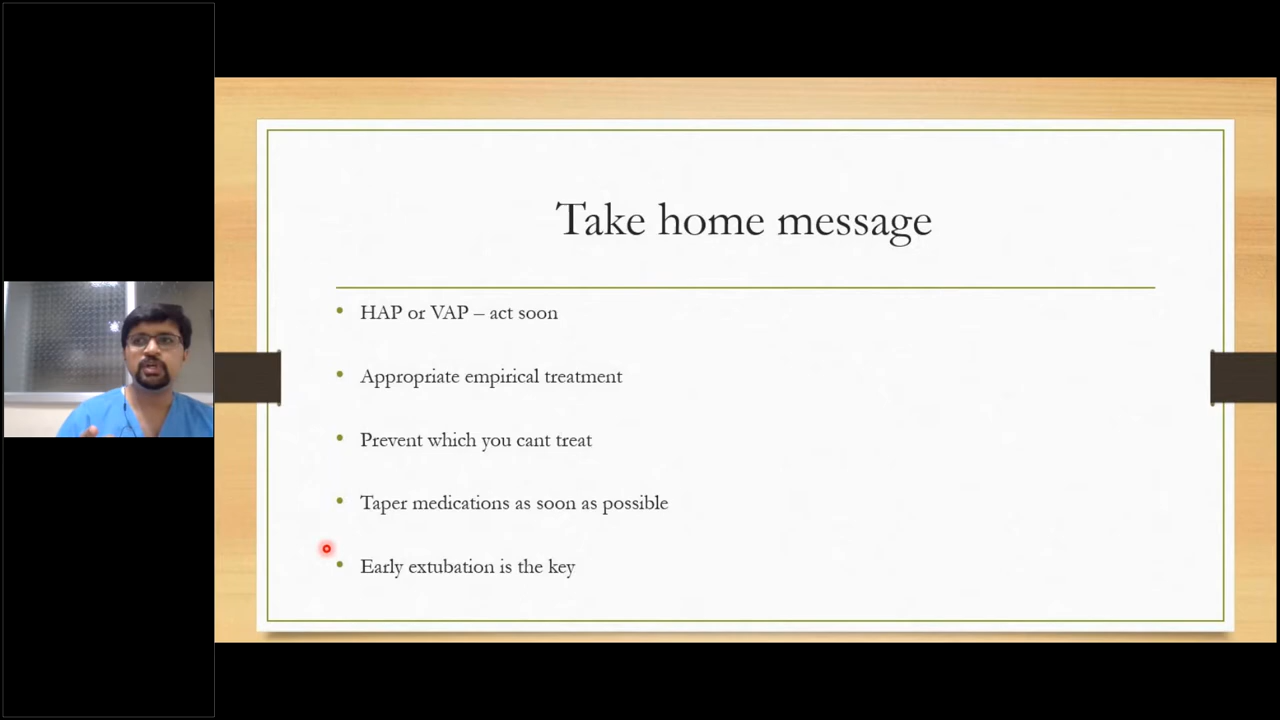 Take home message
HAP or VAP – act soon
Appropriate empirical treatment
Prevent which you cant treat
Taper medications as soon as possible
Early extubation is the key